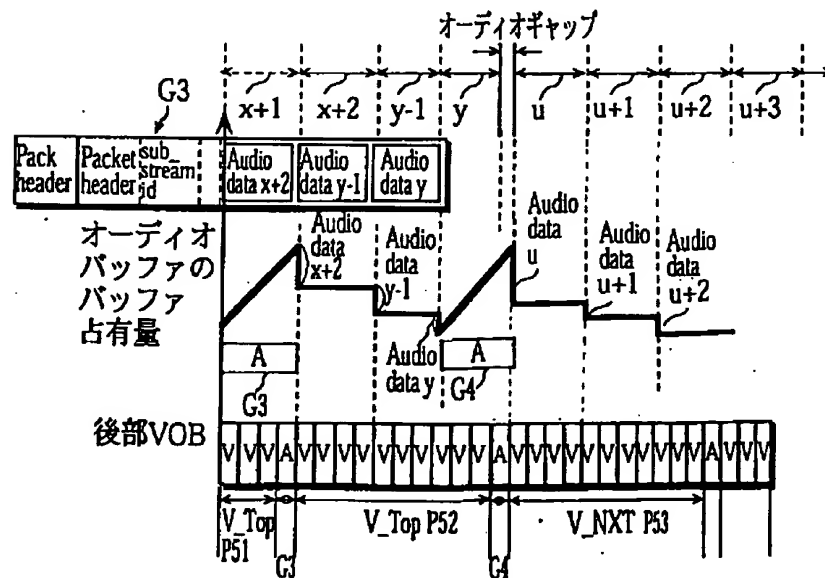 オーディオギャップ
x+1 x+2 y-1 y u u+1 u+2 u+3
G3
Pack header
Packet header
sub_ stream id
Audio data x+2
Audio data y-1
Audio data y
オーディオ
バッファの
バッファ
占有量
Audio data x+2
Audio data y-1
Audio data y
Audio data u
Audio data u+1
Audio data u+2
A
G3
A
G4
後部VOB
V V V A V V V V V V V V V V A V V V V V V V V V V A V V V
V_Top P51
G3
V_Top P52
G4
V_NXT P53